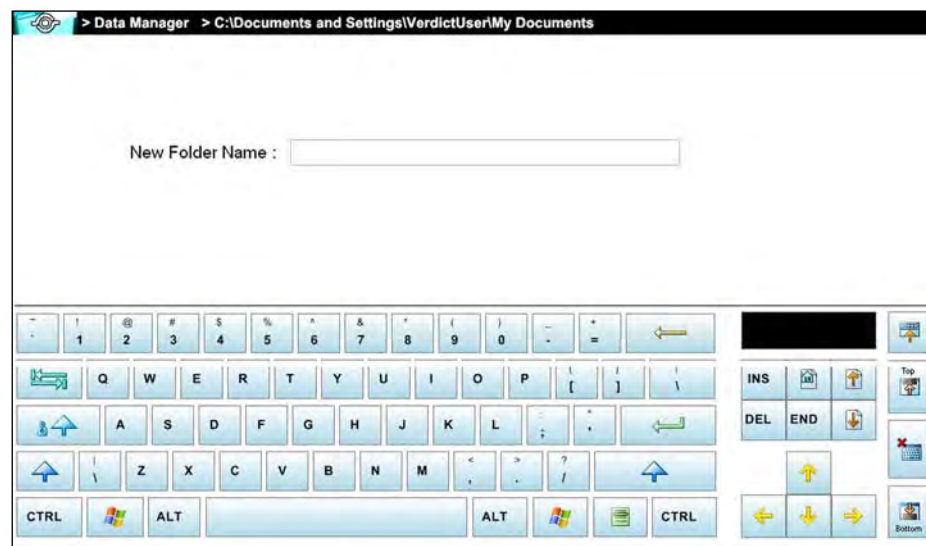 > Data Manager > C:\Documents and Settings\VerdictUser\My Documents
New Folder Name :
~ ! @ # $ % ^ & * ( ) _ +
1 2 3 4 5 6 7 8 9 0 - =
Q W E R T Y U I O P [ ] \
INS
Top
A S D F G H J K L ; '
DEL END
| < > ?
\ Z X C V B N M , . /
CTRL ALT ALT CTRL
Bottom